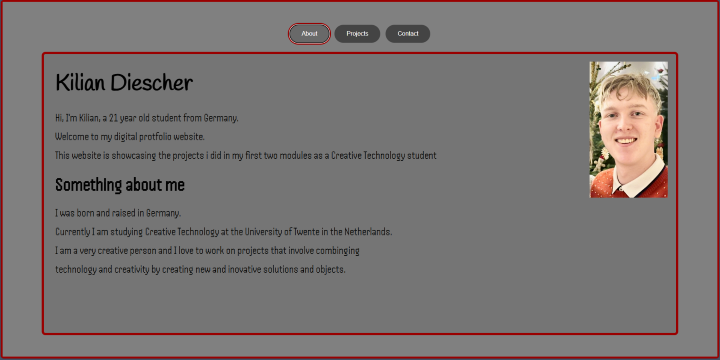 About
Projects
Contact
Kilian Diescher
Hi, I'm Kilian, a 21 year old student from Germany.
Welcome to my digital protfolio website.
This website is showcasing the projects i did in my first two modules as a Creative Technology student
Something about me
I was born and raised in Germany.
Currently I am studying Creative Technology at the University of Twente in the Netherlands.
I am a very creative person and I love to work on projects that involve combinging
technology and creativity by creating new and inovative solutions and objects.